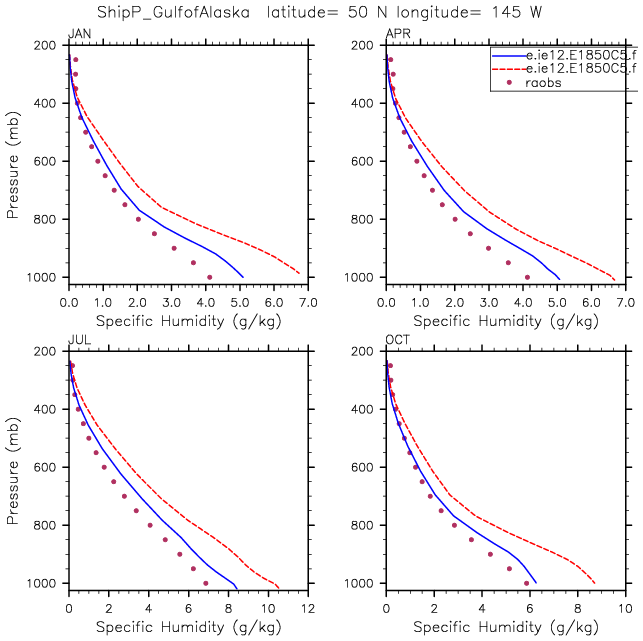 ShipP_GulfofAlaska latitude= 50 N longitude= 145 W
JAN
200
400
600
800
1000
Pressure (mb)
0.0 1.0 2.0 3.0 4.0 5.0 6.0 7.0
Specific Humidity (g/kg)
APR
200
400
600
800
1000
e.ie12.E1850C5.f
e.ie12.E1850C5.f
raobs
0.0 1.0 2.0 3.0 4.0 5.0 6.0 7.0
Specific Humidity (g/kg)
JUL
200
400
600
800
1000
Pressure (mb)
0 2 4 6 8 10 12
Specific Humidity (g/kg)
OCT
200
400
600
800
1000
0 2 4 6 8 10
Specific Humidity (g/kg)